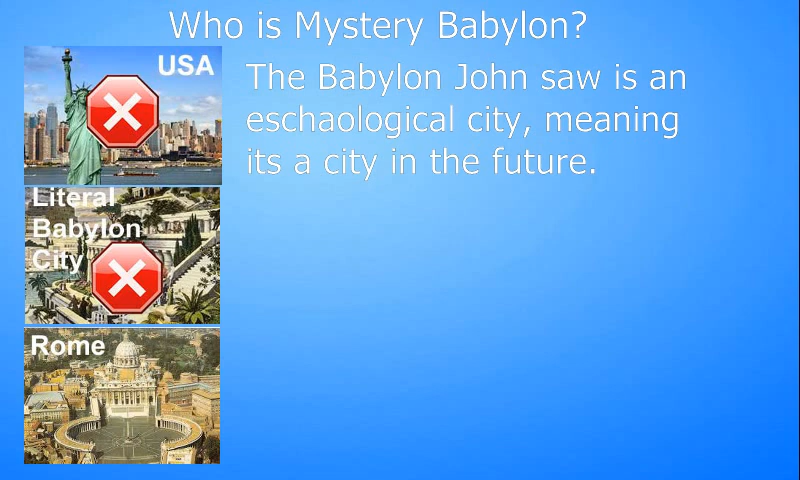 Who is Mystery Babylon?
USA
The Babylon John saw is an
eschaological city, meaning
its a city in the future.
Literal
Babylon
City
Rome